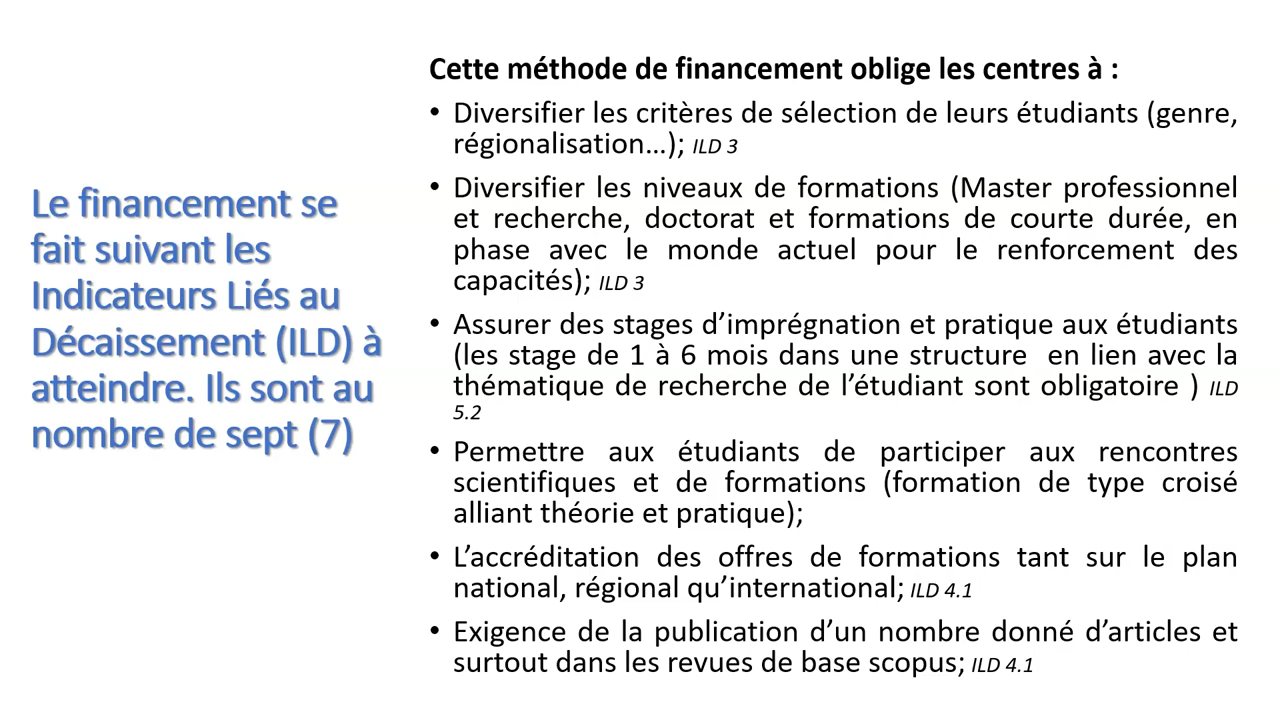 Le financement se
fait suivant les
Indicateurs Liés au
Décaissement (ILD) à
atteindre. Ils sont au
nombre de sept (7)
Cette méthode de financement oblige les centres à :
• Diversifier les critères de sélection de leurs étudiants (genre,
régionalisation…); ILD 3
• Diversifier les niveaux de formations (Master professionnel
et recherche, doctorat et formations de courte durée, en
phase avec le monde actuel pour le renforcement des
capacités); ILD 3
• Assurer des stages d’imprégnation et pratique aux étudiants
(les stage de 1 à 6 mois dans une structure en lien avec la
thématique de recherche de l’étudiant sont obligatoire ) ILD
5.2
• Permettre aux étudiants de participer aux rencontres
scientifiques et de formations (formation de type croisé
alliant théorie et pratique);
• L’accréditation des offres de formations tant sur le plan
national, régional qu’international; ILD 4.1
• Exigence de la publication d’un nombre donné d’articles et
surtout dans les revues de base scopus; ILD 4.1